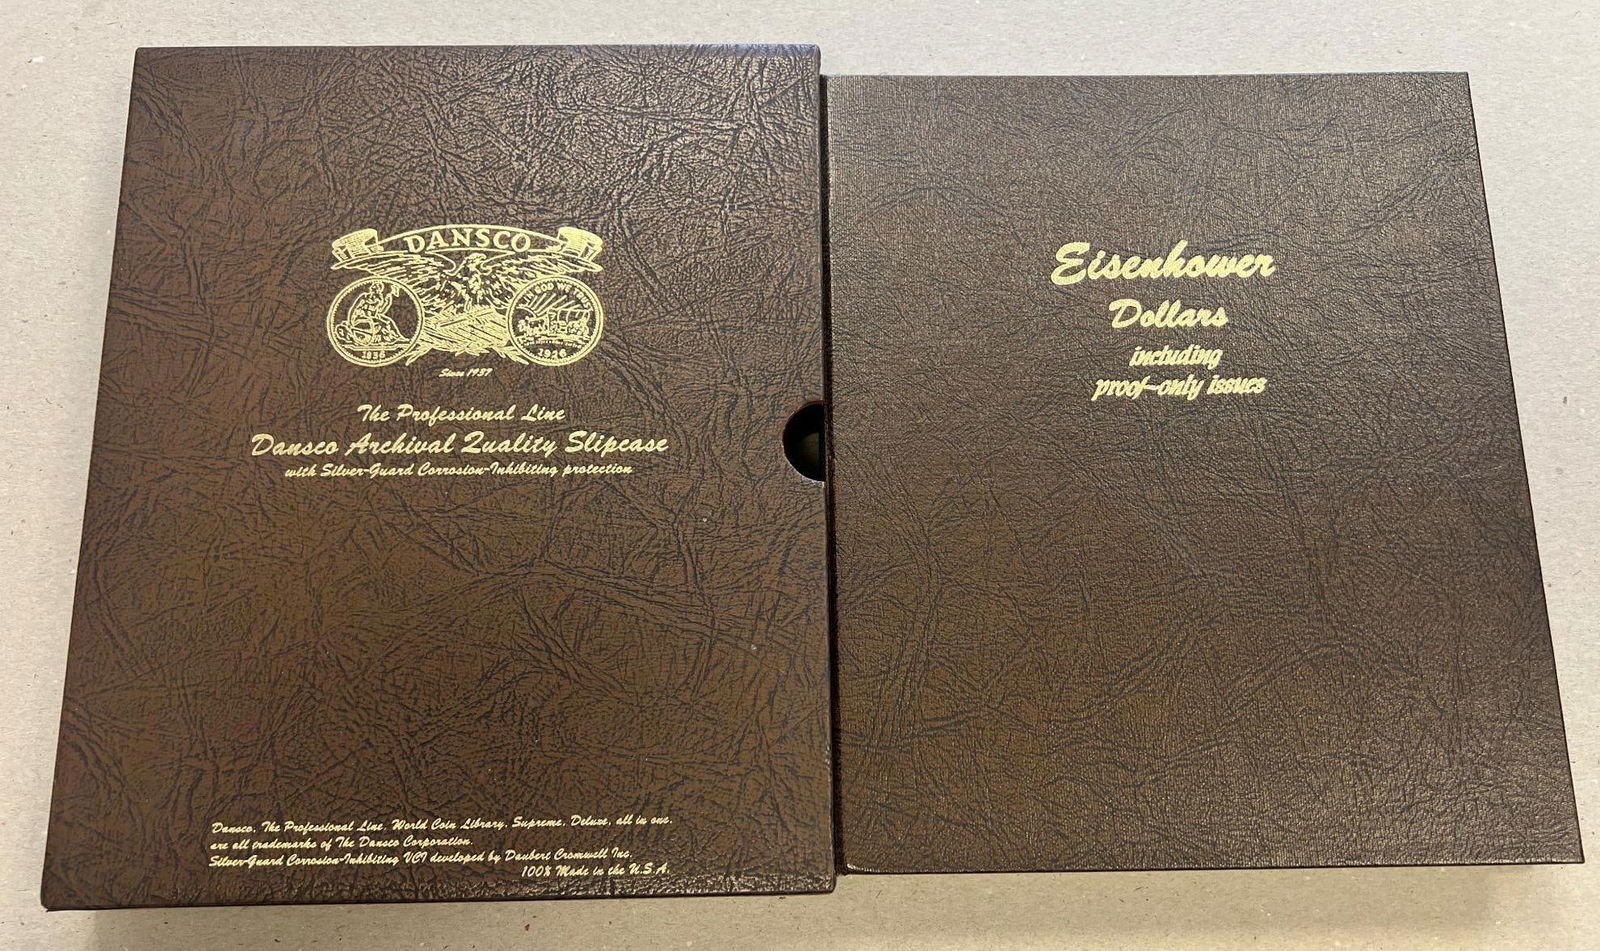 DANSCO
IN GOD WE TRUST
1836
1926
Since 1937
The Professional Line
Dansco Archival Quality Slipcase
with Silver-Guard Corrosion-Inhibiting protection
Dansco, The Professional Line, World Coin Library, Supreme, Deluxe, all in one,
are all trademarks of The Dansco Corporation.
Silver-Guard Corrosion-Inhibiting VCI developed by Daubert Cromwell Inc.
100% Made in the U.S.A.
Eisenhower
Dollars
including
proof-only issues